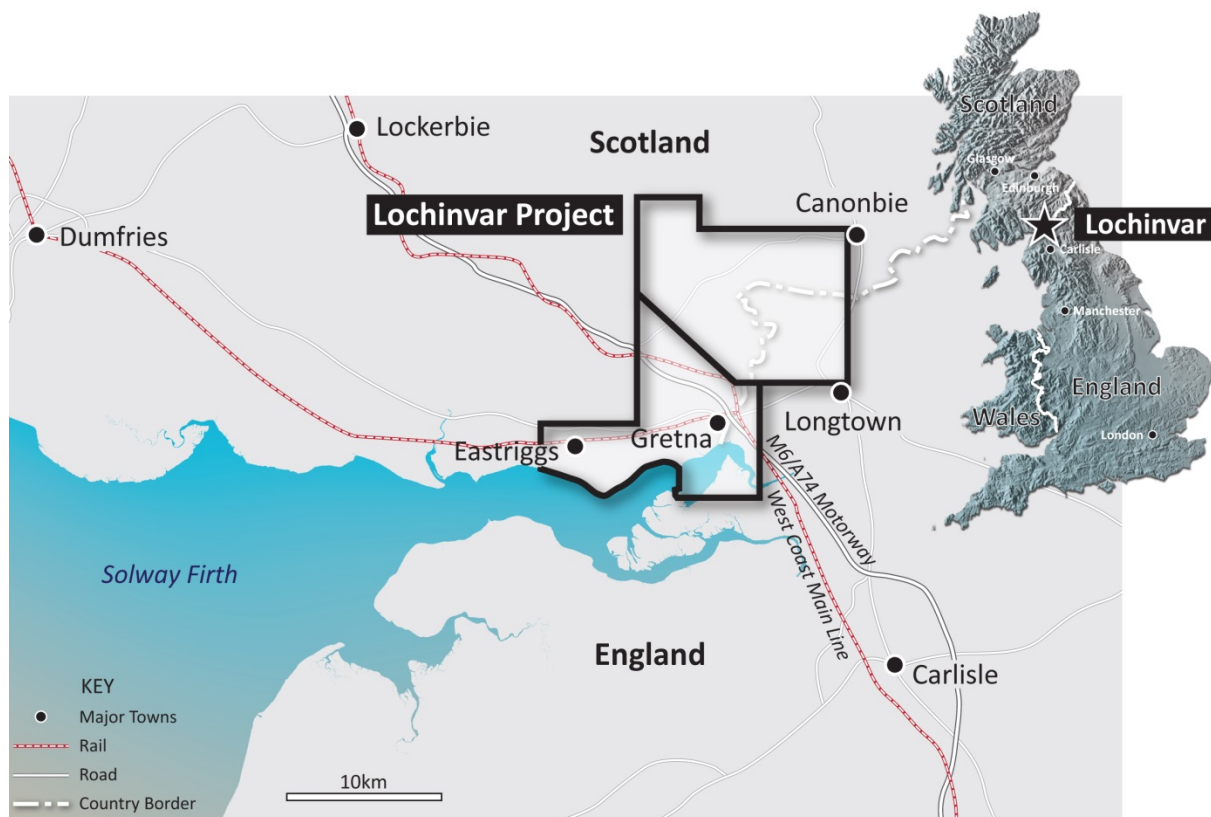 Lockerbie
Scotland
Lochinvar Project
Canonbie
Dumfries
Eastriggs
Gretna
Longtown
M6/A74 Motorway
West Coast Main Line
Solway Firth
England
Carlisle
KEY
Major Towns
Rail
Road
Country Border
10km
Scotland
Glasgow
Edinburgh
Lochinvar
Carlisle
Manchester
England
Wales
London